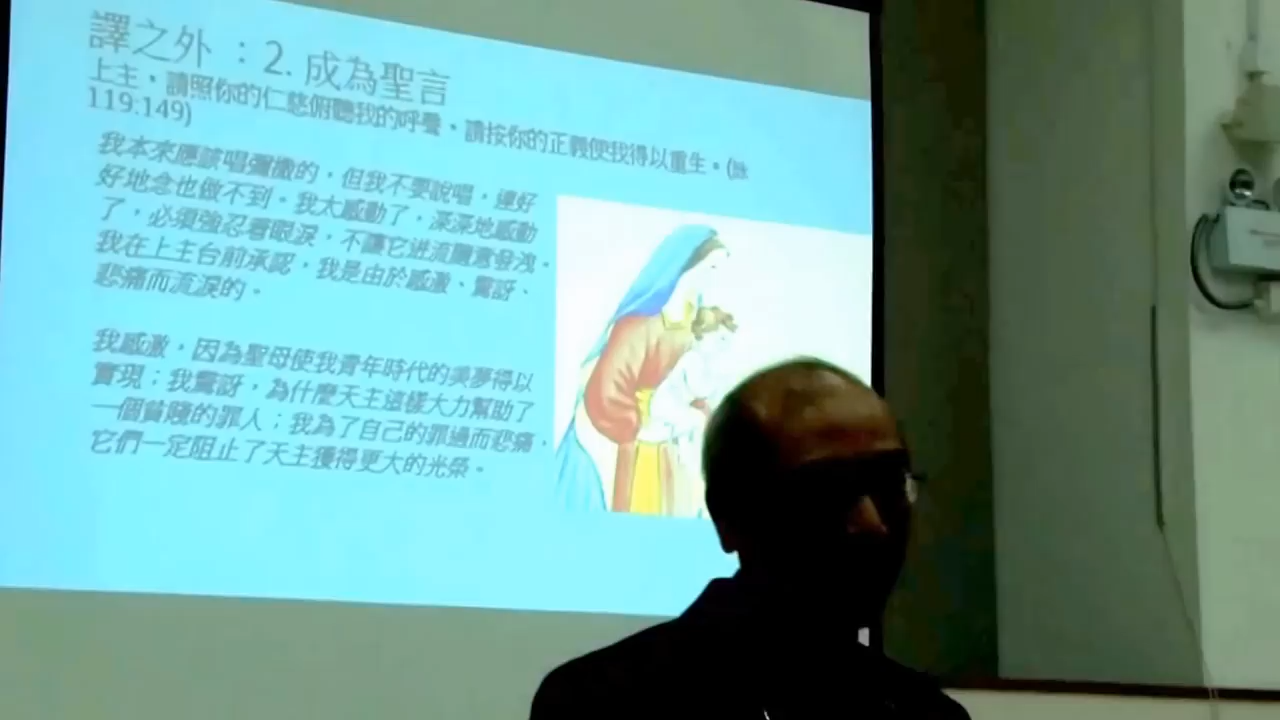 譯之外：2. 成為聖言
上主，請照你的仁慈俯聽我的呼聲，請按你的正義使我得以重生。(詠
119:149)
我本來應該唱彌撒的，但我不要說唱，連好
好地念也做不到。我太感動了，深深地感動
了，必須強忍著眼淚，不讓它迸流隨意發洩。
我在上主台前承認，我是由於感激、驚訝、
悲痛而流淚的。
我感激，因為聖母使我青年時代的美夢得以
實現；我驚訝，為什麼天主這樣大力幫助了
一個貧賤的罪人；我為了自己的罪過而悲痛，
它們一定阻止了天主獲得更大的光榮。